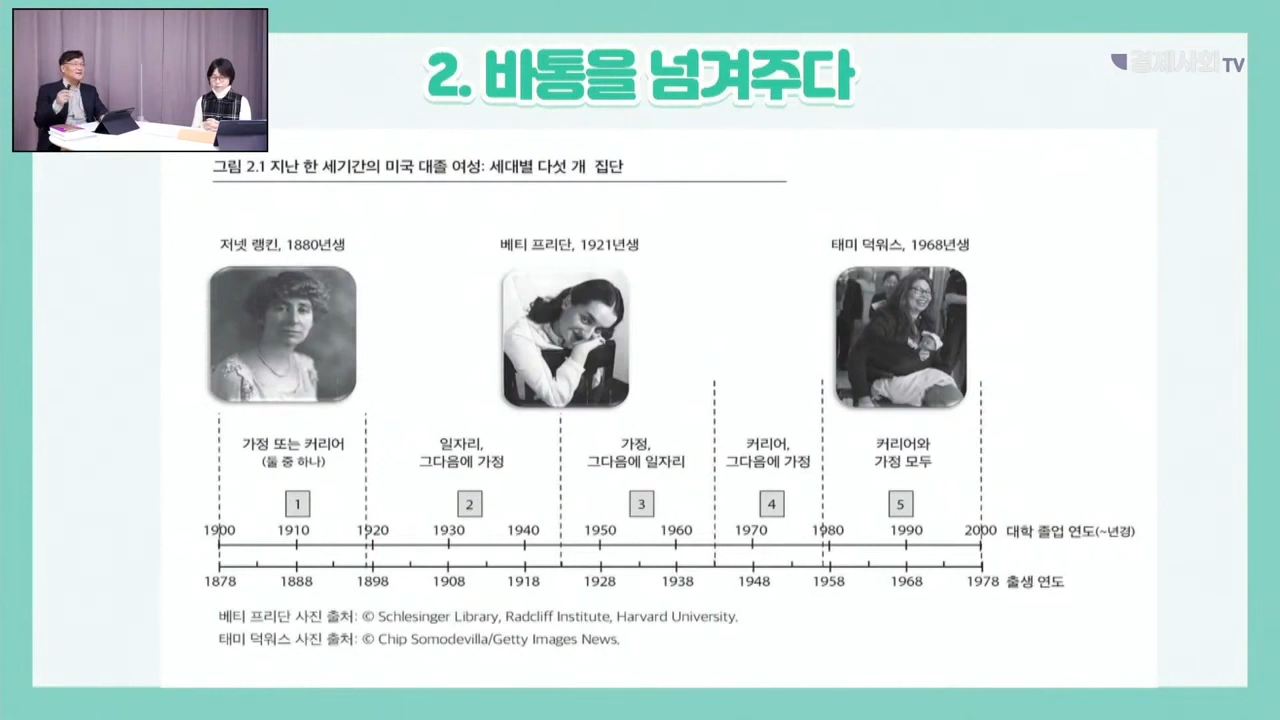 2. 바통을 넘겨주다
경제사회TV
그림 2.1 지난 한 세기간의 미국 대졸 여성: 세대별 다섯 개 집단
저넷 랭킨, 1880년생
베티 프리단, 1921년생
태미 덕워스, 1968년생
가정 또는 커리어
(둘 중 하나)
일자리,
그다음에 가정
가정,
그다음에 일자리
커리어,
그다음에 가정
커리어와
가정 모두
1 2 3 4 5
1900 1910 1920 1930 1940 1950 1960 1970 1980 1990 2000 대학 졸업 연도(~년경)
1878 1888 1898 1908 1918 1928 1938 1948 1958 1968 1978 출생 연도
베티 프리단 사진 출처: © Schlesinger Library, Radcliff Institute, Harvard University.
태미 덕워스 사진 출처: © Chip Somodevilla/Getty Images News.